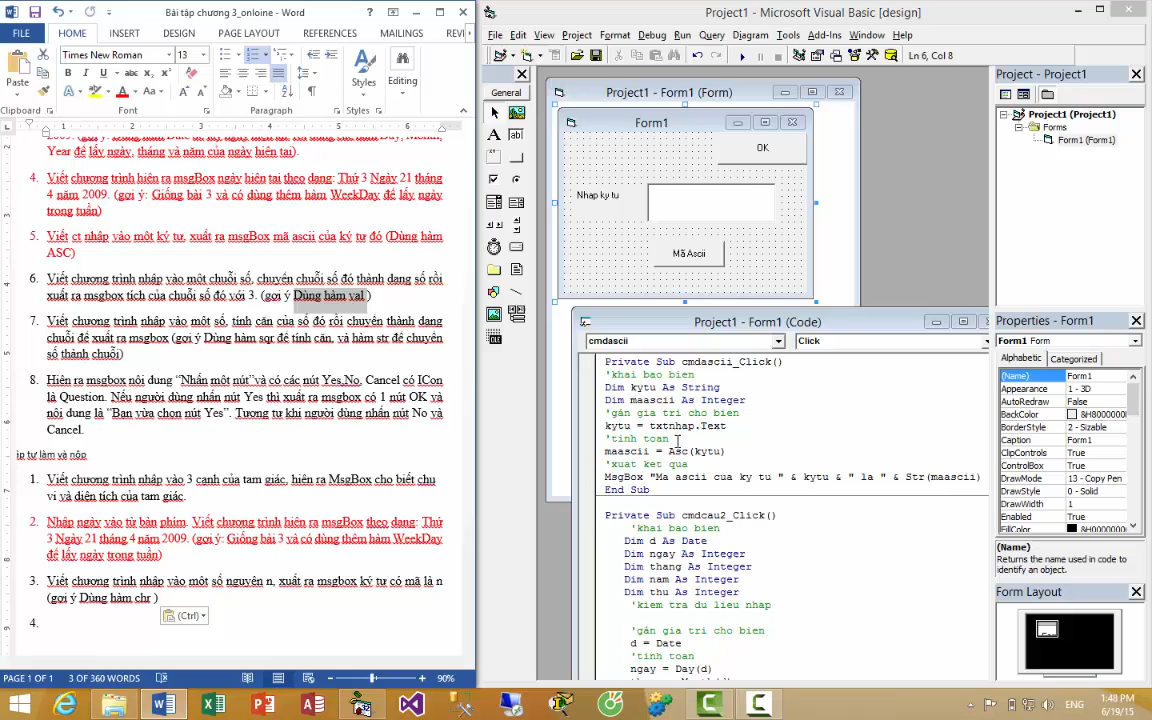 Bài tập chương 3_onloine - Word
FILE HOME INSERT DESIGN PAGE LAYOUT REFERENCES MAILINGS REVI
Times New Roman 13
Paste Styles Editing
Clipboard Font Paragraph Styles
Year để lấy ngày, tháng và năm của ngày hiện tại).
4. Viết chương trình hiện ra msgBox ngày hiện tại theo dạng: Thứ 3 Ngày 21 tháng
4 năm 2009. (gợi ý: Giống bài 3 và có dùng thêm hàm WeekDay để lấy ngày
trong tuần)
5. Viết ct nhập vào một ký tự, xuất ra msgBox mã ascii của ký tự đó (Dùng hàm
ASC)
6. Viết chương trình nhập vào một chuỗi số, chuyển chuỗi số đó thành dạng số rồi
xuất ra msgbox tích của chuỗi số đó với 3. (gợi ý Dùng hàm val )
7. Viết chương trình nhập vào một số, tính căn của số đó rồi chuyển thành dạng
chuỗi để xuất ra msgbox (gợi ý Dùng hàm sqr để tính căn, và hàm str để chuyển
số thành chuỗi)
8. Hiện ra msgbox nội dung “Nhấn một nút”và có các nút Yes,No, Cancel có ICon
là Question. Nếu người dùng nhấn nút Yes thì xuất ra msgbox có 1 nút OK và
nội dung là “Bạn vừa chọn nút Yes”. Tương tự khi người dùng nhấn nút No và
Cancel.
ập tự làm và nộp
1. Viết chương trình nhập vào 3 cạnh của tam giác, hiện ra MsgBox cho biết chu
vi và diện tích của tam giác.
2. Nhập ngày vào từ bàn phím. Viết chương trình hiện ra msgBox theo dạng: Thứ
3 Ngày 21 tháng 4 năm 2009. (gợi ý: Giống bài 3 và có dùng thêm hàm WeekDay
để lấy ngày trong tuần)
3. Viết chương trình nhập vào một số nguyên n, xuất ra msgbox ký tự có mã là n
(gợi ý Dùng hàm chr )
(Ctrl)
4.
PAGE 1 OF 1 3 OF 360 WORDS 90%
Project1 - Microsoft Visual Basic [design]
File Edit View Project Format Debug Run Query Diagram Tools Add-Ins Window Help
Ln 6, Col 8
General
Project1 - Form1 (Form)
Form1
OK
Nhap ky tu
Mã Ascii
Project1 - Form1 (Code)
cmdascii Click
Private Sub cmdascii_Click()
'khai bao bien
Dim kytu As String
Dim maascii As Integer
'gán gia tri cho bien
kytu = txtnhap.Text
'tinh toan
maascii = Asc(kytu)
'xuat ket qua
MsgBox "Ma ascii cua ky tu " & kytu & " la " & Str(maascii)
End Sub
Private Sub cmdcau2_Click()
'khai bao bien
Dim d As Date
Dim ngay As Integer
Dim thang As Integer
Dim nam As Integer
Dim thu As Integer
'kiem tra du lieu nhap
'gán gia tri cho bien
d = Date
'tinh toan
ngay = Day(d)
Project - Project1
Project1 (Project1)
Forms
Form1 (Form1)
Properties - Form1
Form1 Form
Alphabetic Categorized
(Name) Form1
Appearance 1 - 3D
AutoRedraw False
BackColor &H8000000
BorderStyle 2 - Sizable
Caption Form1
ClipControls True
ControlBox True
DrawMode 13 - Copy Pen
DrawStyle 0 - Solid
DrawWidth 1
Enabled True
FillColor &H0000000
(Name)
Returns the name used in code to
identify an object.
Form Layout
ENG
1:48 PM
6/19/15